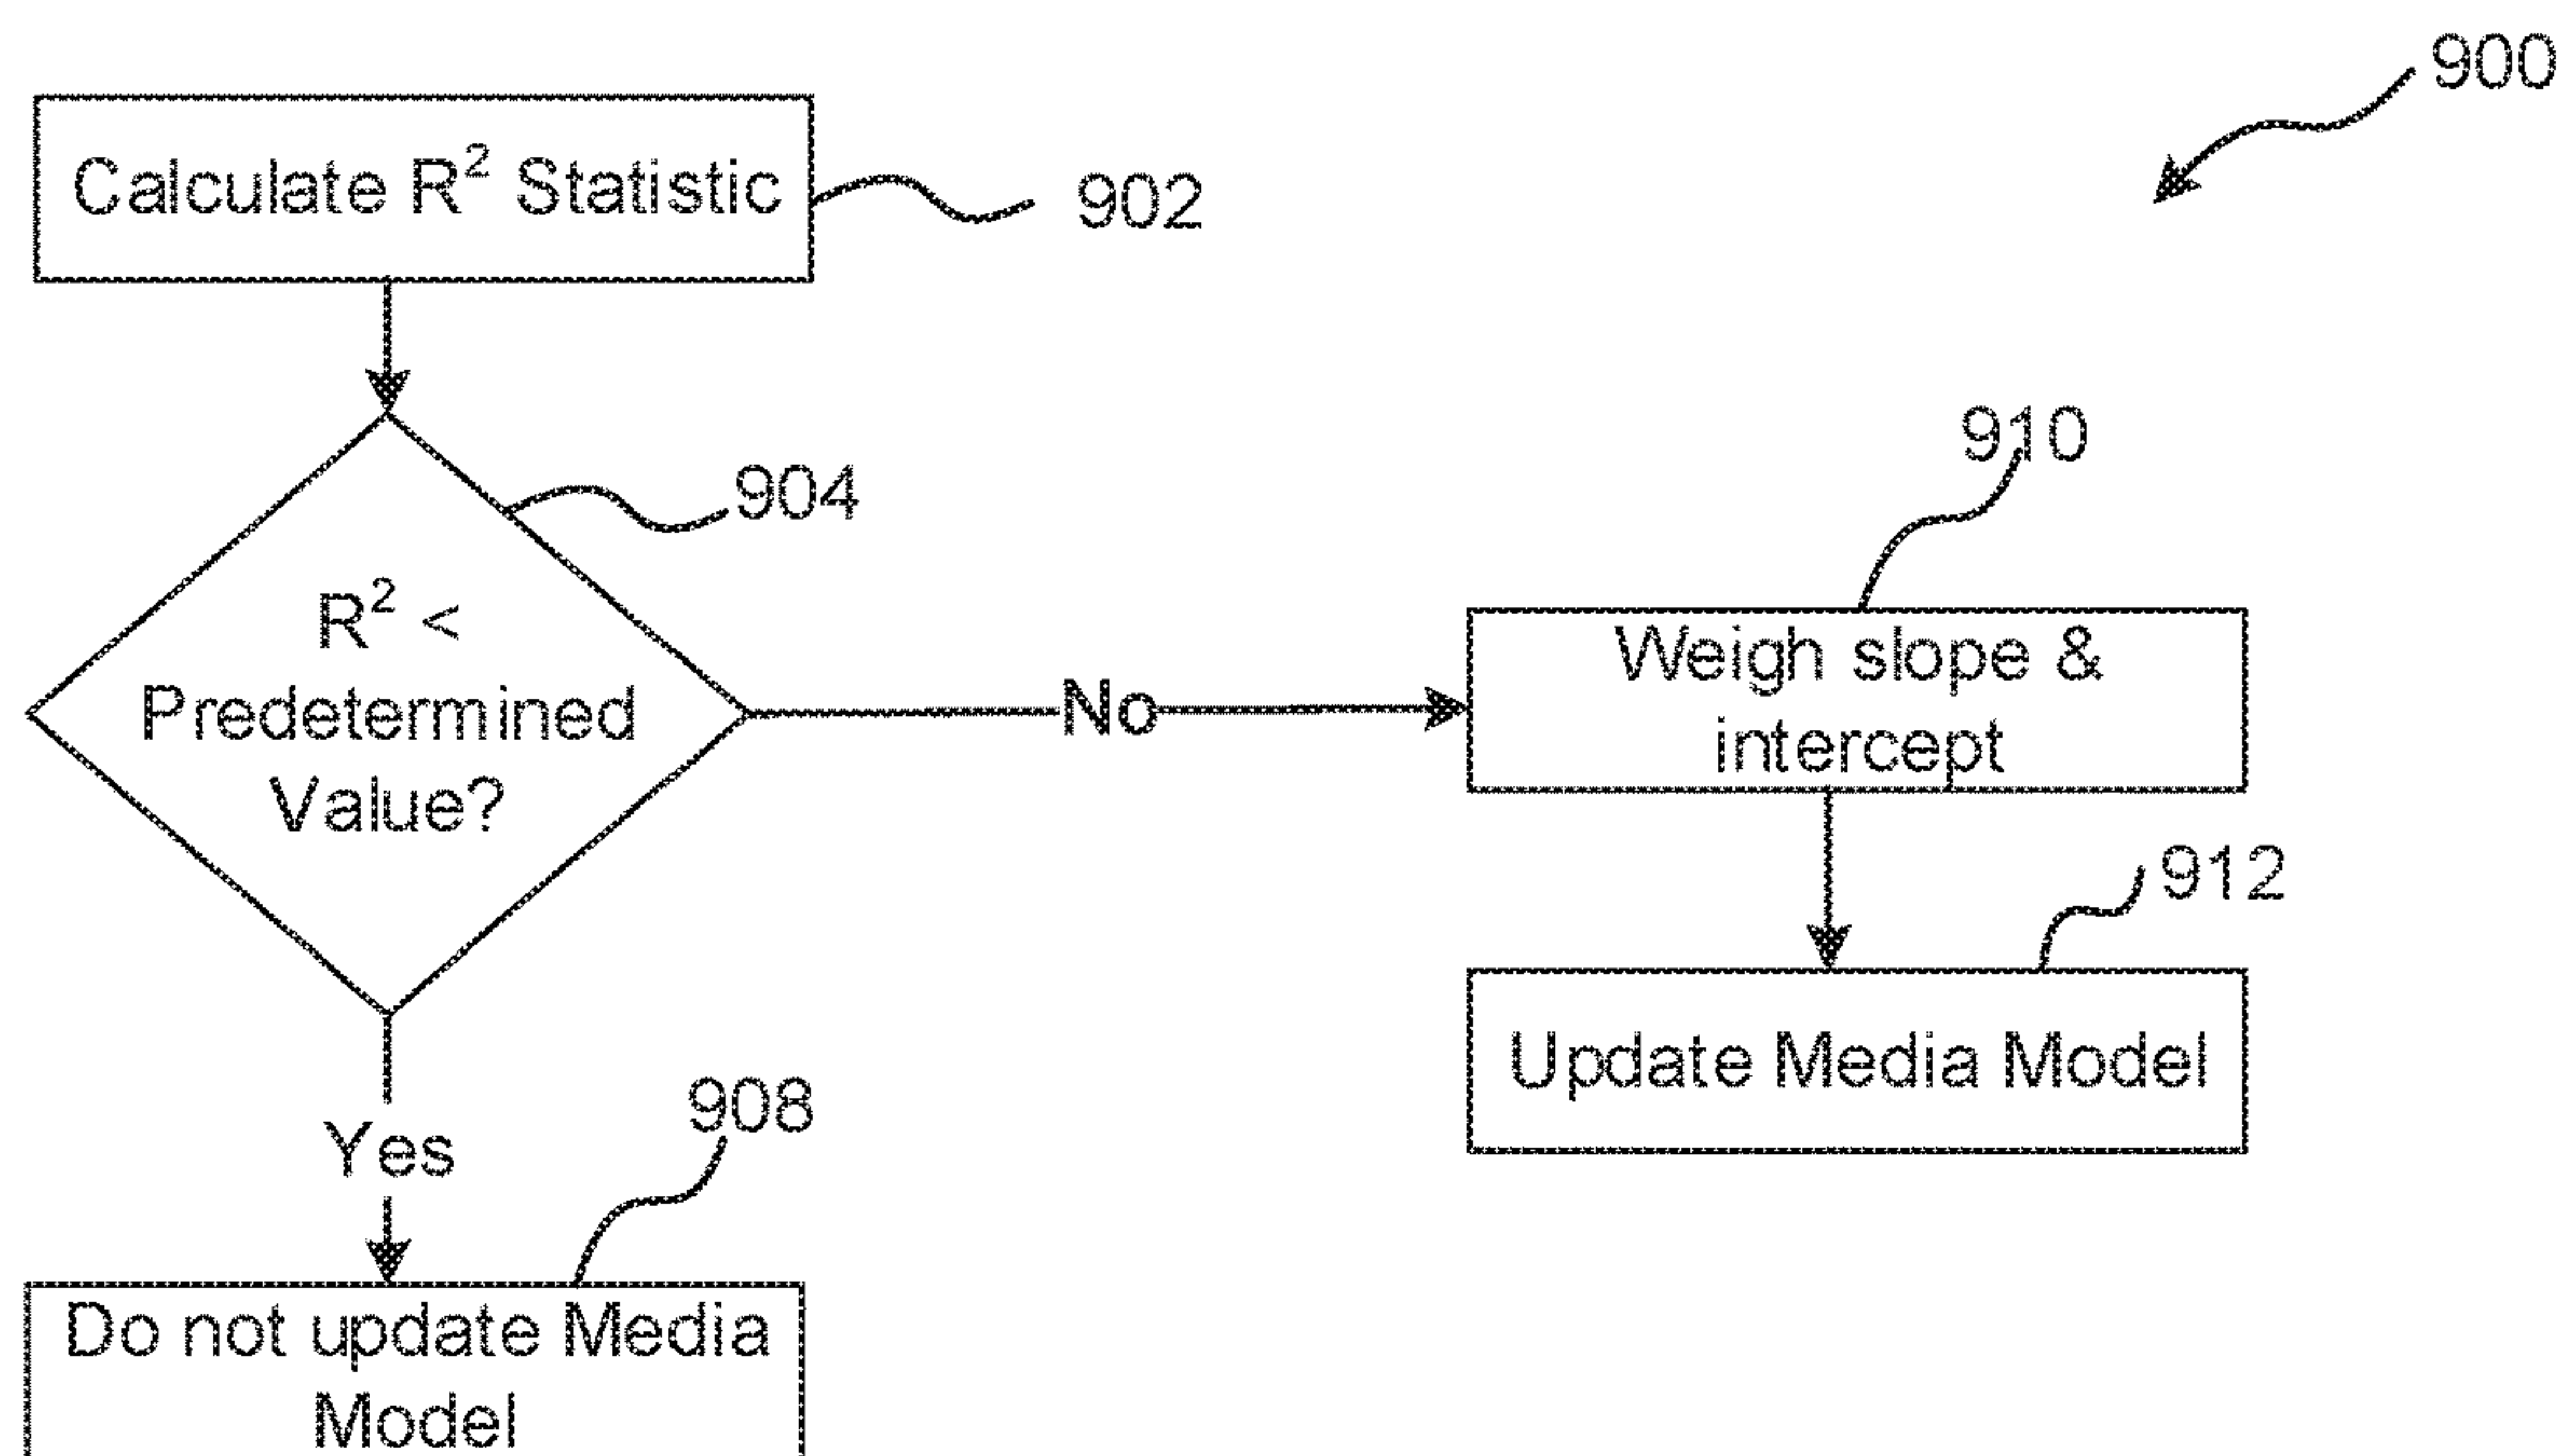 900
Calculate R² Statistic
902
904
R² <
Predetermined
Value?
No
910
Weigh slope &
intercept
912
Update Media Model
Yes
908
Do not update Media
Model